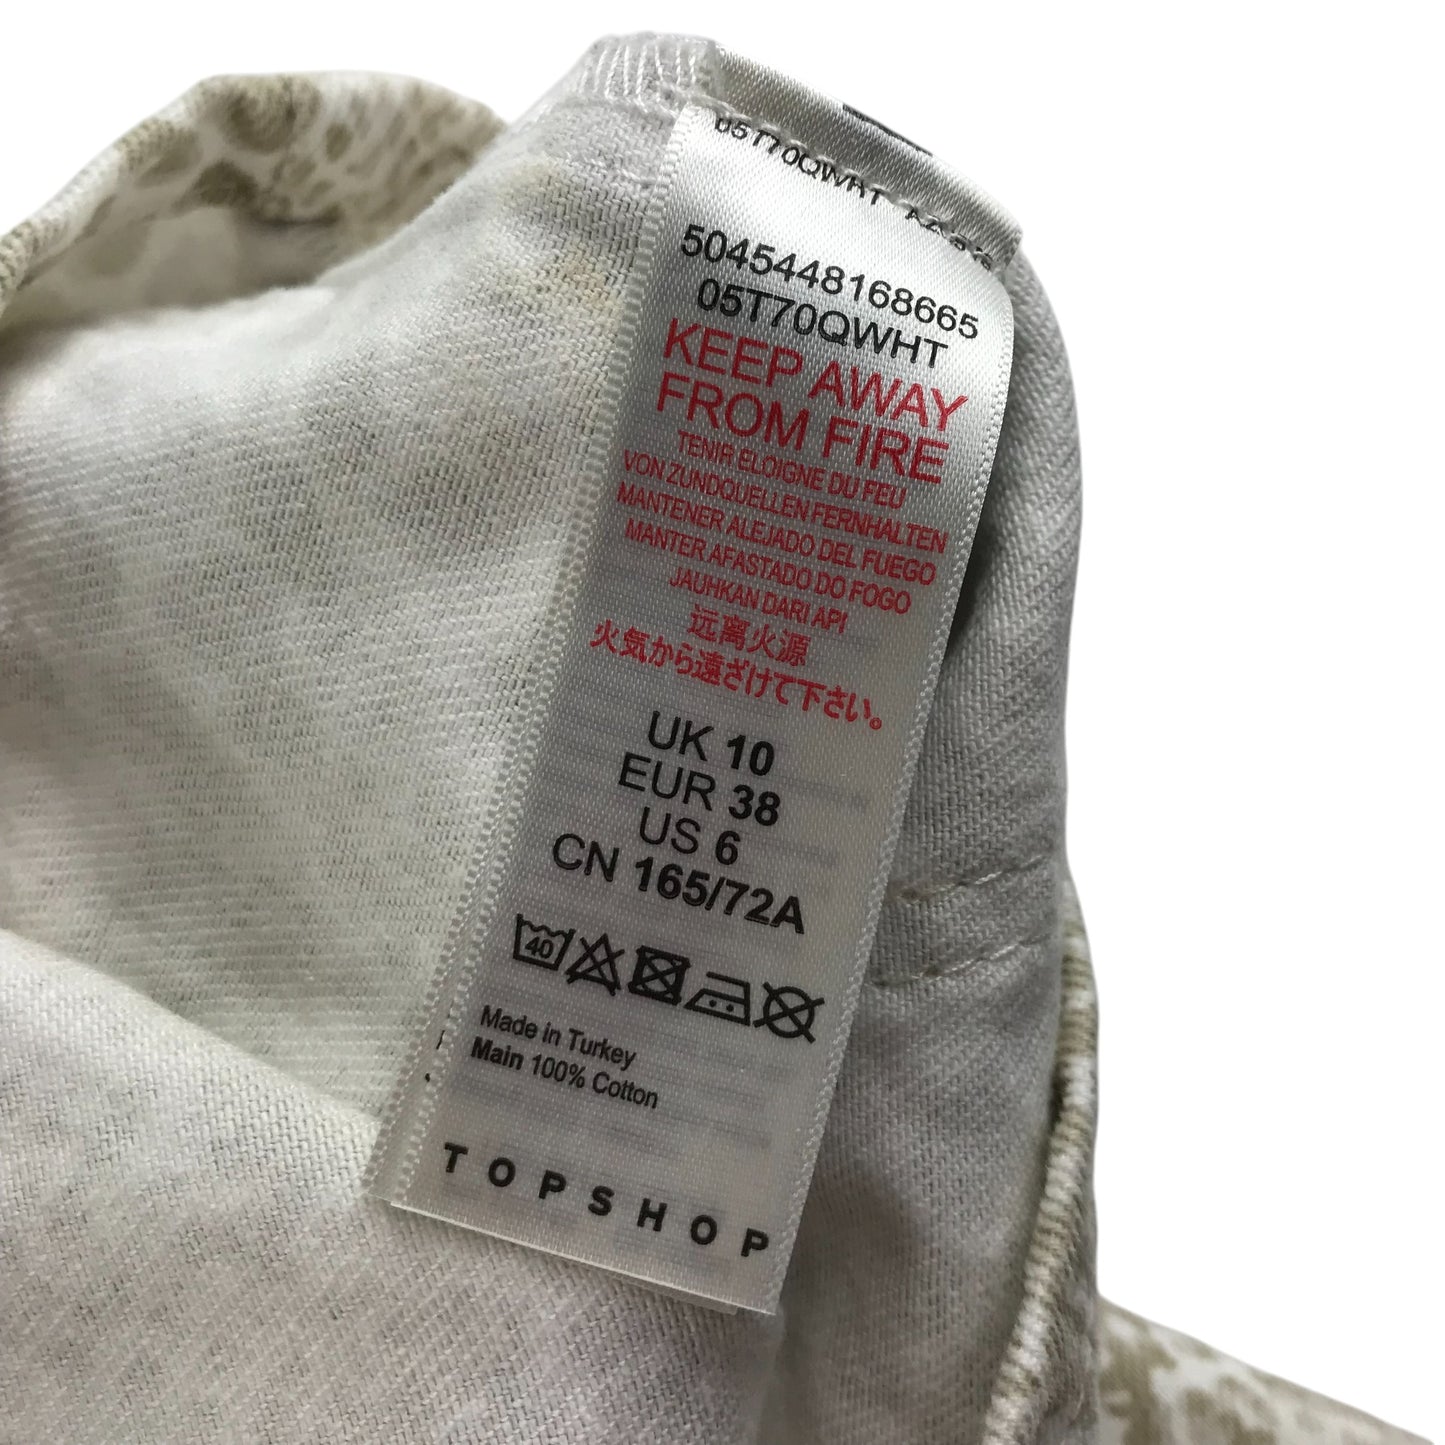 05T70QWHT
5045448168665
05T70QWHT
KEEP AWAY
FROM FIRE
TENIR ELOIGNE DU FEU
VON ZUNDQUELLEN FERNHALTEN
MANTENER ALEJADO DEL FUEGO
MANTER AFASTADO DO FOGO
JAUHKAN DARI API
远离火源
火気から遠ざけて下さい。
UK 10
EUR 38
US 6
CN 165/72A
40
Made in Turkey
Main 100% Cotton
TOPSHOP